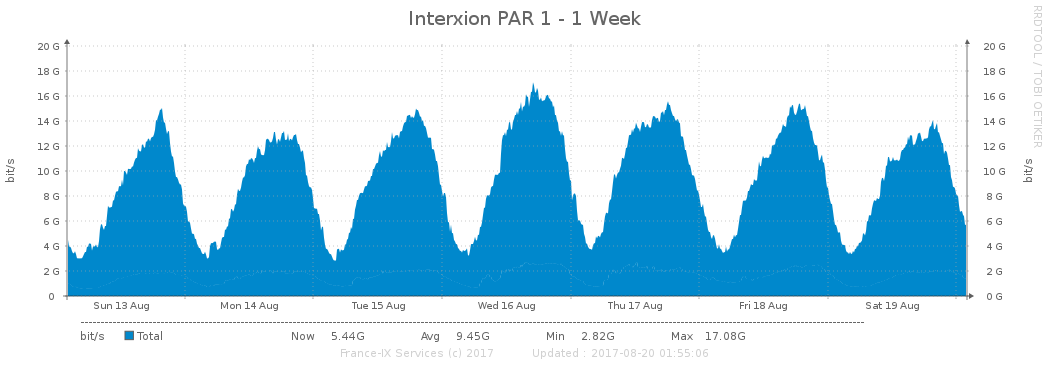 Interxion PAR 1 - 1 Week
RRDTOOL / TOBI OETIKER
20 G 20 G
18 G 18 G
16 G 16 G
14 G 14 G
12 G 12 G
10 G 10 G
8 G 8 G
6 G 6 G
4 G 4 G
2 G 2 G
0 0 G
bit/s
bit/s
Sun 13 Aug Mon 14 Aug Tue 15 Aug Wed 16 Aug Thu 17 Aug Fri 18 Aug Sat 19 Aug
bit/s Total Now 5.44G Avg 9.45G Min 2.82G Max 17.08G
France-IX Services (c) 2017 Updated : 2017-08-20 01:55:06